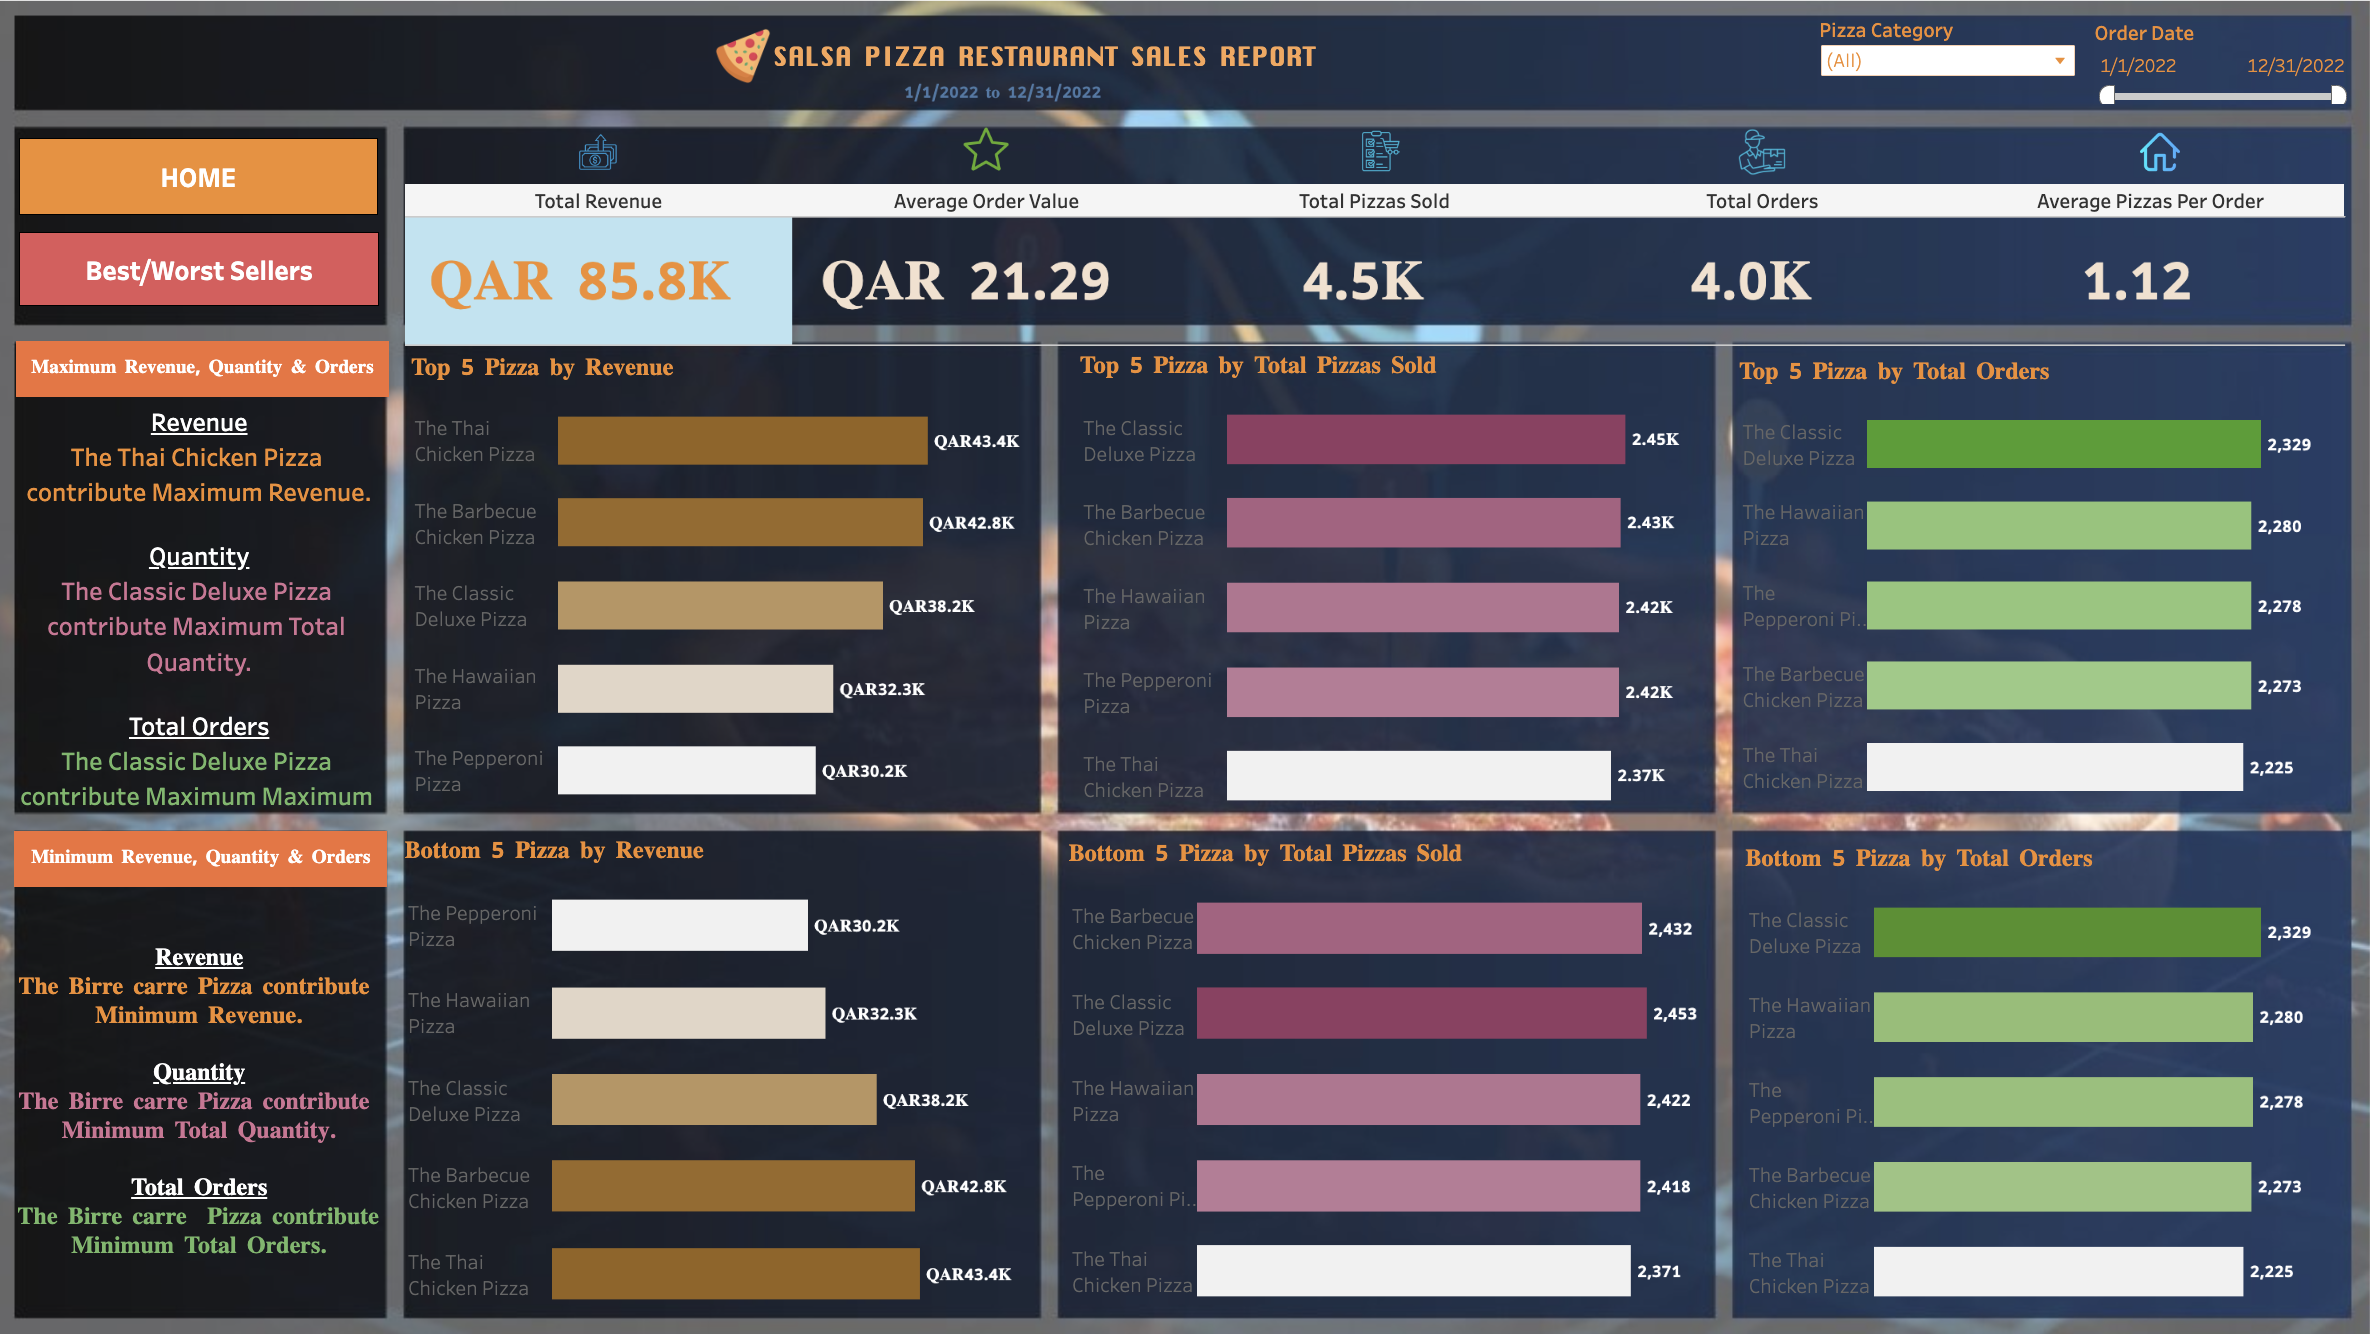 SALSA PIZZA RESTAURANT SALES REPORT
1/1/2022 to 12/31/2022
Pizza Category
(All)
Order Date
1/1/2022 12/31/2022
HOME
Best/Worst Sellers
Total Revenue
Average Order Value
Total Pizzas Sold
Total Orders
Average Pizzas Per Order
QAR 85.8K
QAR 21.29
4.5K
4.0K
1.12
Maximum Revenue, Quantity & Orders
Revenue
The Thai Chicken Pizza
contribute Maximum Revenue.
Quantity
The Classic Deluxe Pizza
contribute Maximum Total
Quantity.
Total Orders
The Classic Deluxe Pizza
contribute Maximum Maximum
Top 5 Pizza by Revenue
The Thai
Chicken Pizza
QAR43.4K
The Barbecue
Chicken Pizza
QAR42.8K
The Classic
Deluxe Pizza
QAR38.2K
The Hawaiian
Pizza
QAR32.3K
The Pepperoni
Pizza
QAR30.2K
Top 5 Pizza by Total Pizzas Sold
The Classic
Deluxe Pizza
2.45K
The Barbecue
Chicken Pizza
2.43K
The Hawaiian
Pizza
2.42K
The Pepperoni
Pizza
2.42K
The Thai
Chicken Pizza
2.37K
Top 5 Pizza by Total Orders
The Classic
Deluxe Pizza
2,329
The Hawaiian
Pizza
2,280
The
Pepperoni Pi..
2,278
The Barbecue
Chicken Pizza
2,273
The Thai
Chicken Pizza
2,225
Minimum Revenue, Quantity & Orders
Revenue
The Birre carre Pizza contribute
Minimum Revenue.
Quantity
The Birre carre Pizza contribute
Minimum Total Quantity.
Total Orders
The Birre carre Pizza contribute
Minimum Total Orders.
Bottom 5 Pizza by Revenue
The Pepperoni
Pizza
QAR30.2K
The Hawaiian
Pizza
QAR32.3K
The Classic
Deluxe Pizza
QAR38.2K
The Barbecue
Chicken Pizza
QAR42.8K
The Thai
Chicken Pizza
QAR43.4K
Bottom 5 Pizza by Total Pizzas Sold
The Barbecue
Chicken Pizza
2,432
The Classic
Deluxe Pizza
2,453
The Hawaiian
Pizza
2,422
The
Pepperoni Pi..
2,418
The Thai
Chicken Pizza
2,371
Bottom 5 Pizza by Total Orders
The Classic
Deluxe Pizza
2,329
The Hawaiian
Pizza
2,280
The
Pepperoni Pi..
2,278
The Barbecue
Chicken Pizza
2,273
The Thai
Chicken Pizza
2,225